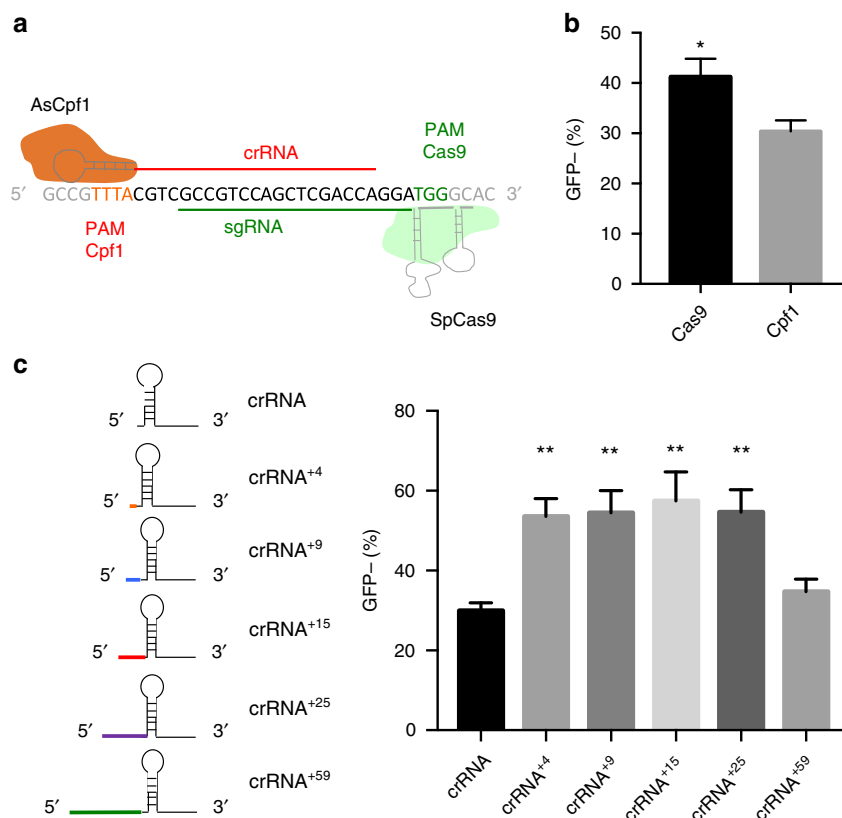 a
AsCpf1
crRNA
PAM
Cas9
5′ GCCGTTTACGTCGCCGTCCAGCTCGACCAGGATGGGCAC 3′
PAM
Cpf1
sgRNA
SpCas9
b
GFP– (%)
50
40
30
20
10
0
*
Cas9
Cpf1
c
5′ 3′ crRNA
5′ 3′ crRNA+4
5′ 3′ crRNA+9
5′ 3′ crRNA+15
5′ 3′ crRNA+25
5′ 3′ crRNA+59
GFP– (%)
80
60
40
20
0
** ** ** **
crRNA
crRNA+4
crRNA+9
crRNA+15
crRNA+25
crRNA+59